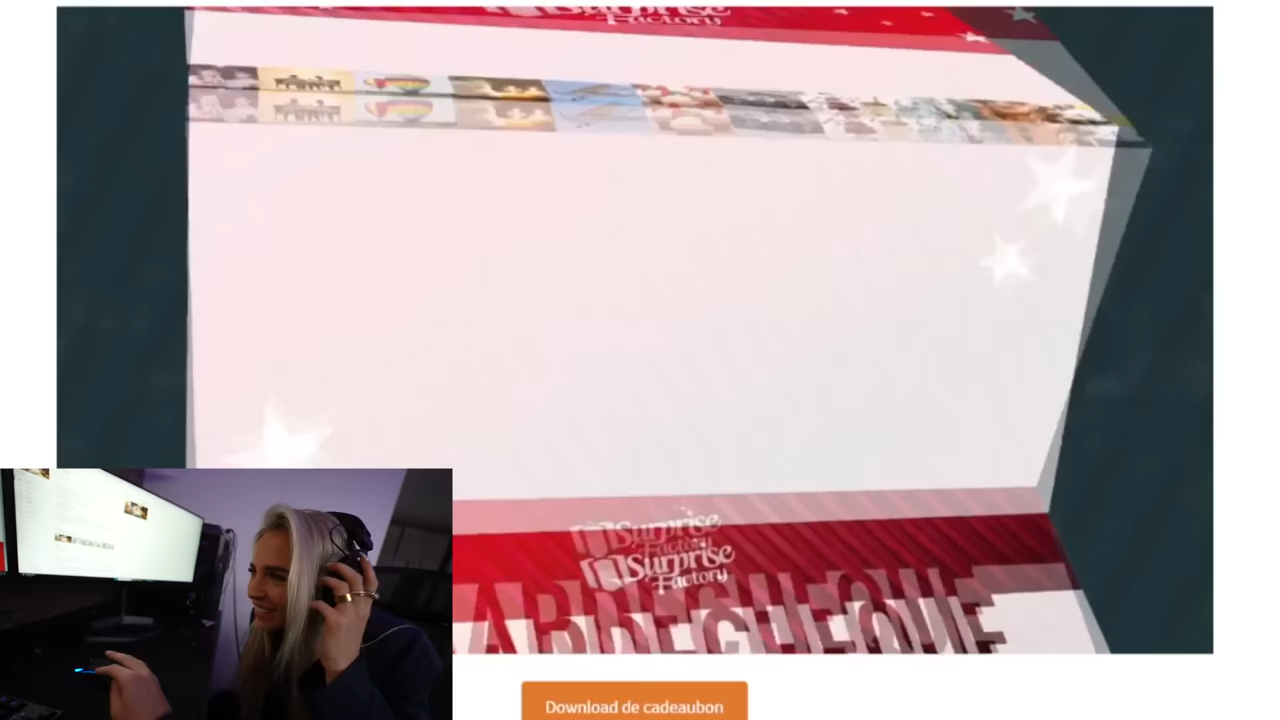 Surprise
Factory
Surprise
Factory
Surprise
Factory
Download de cadeaubon